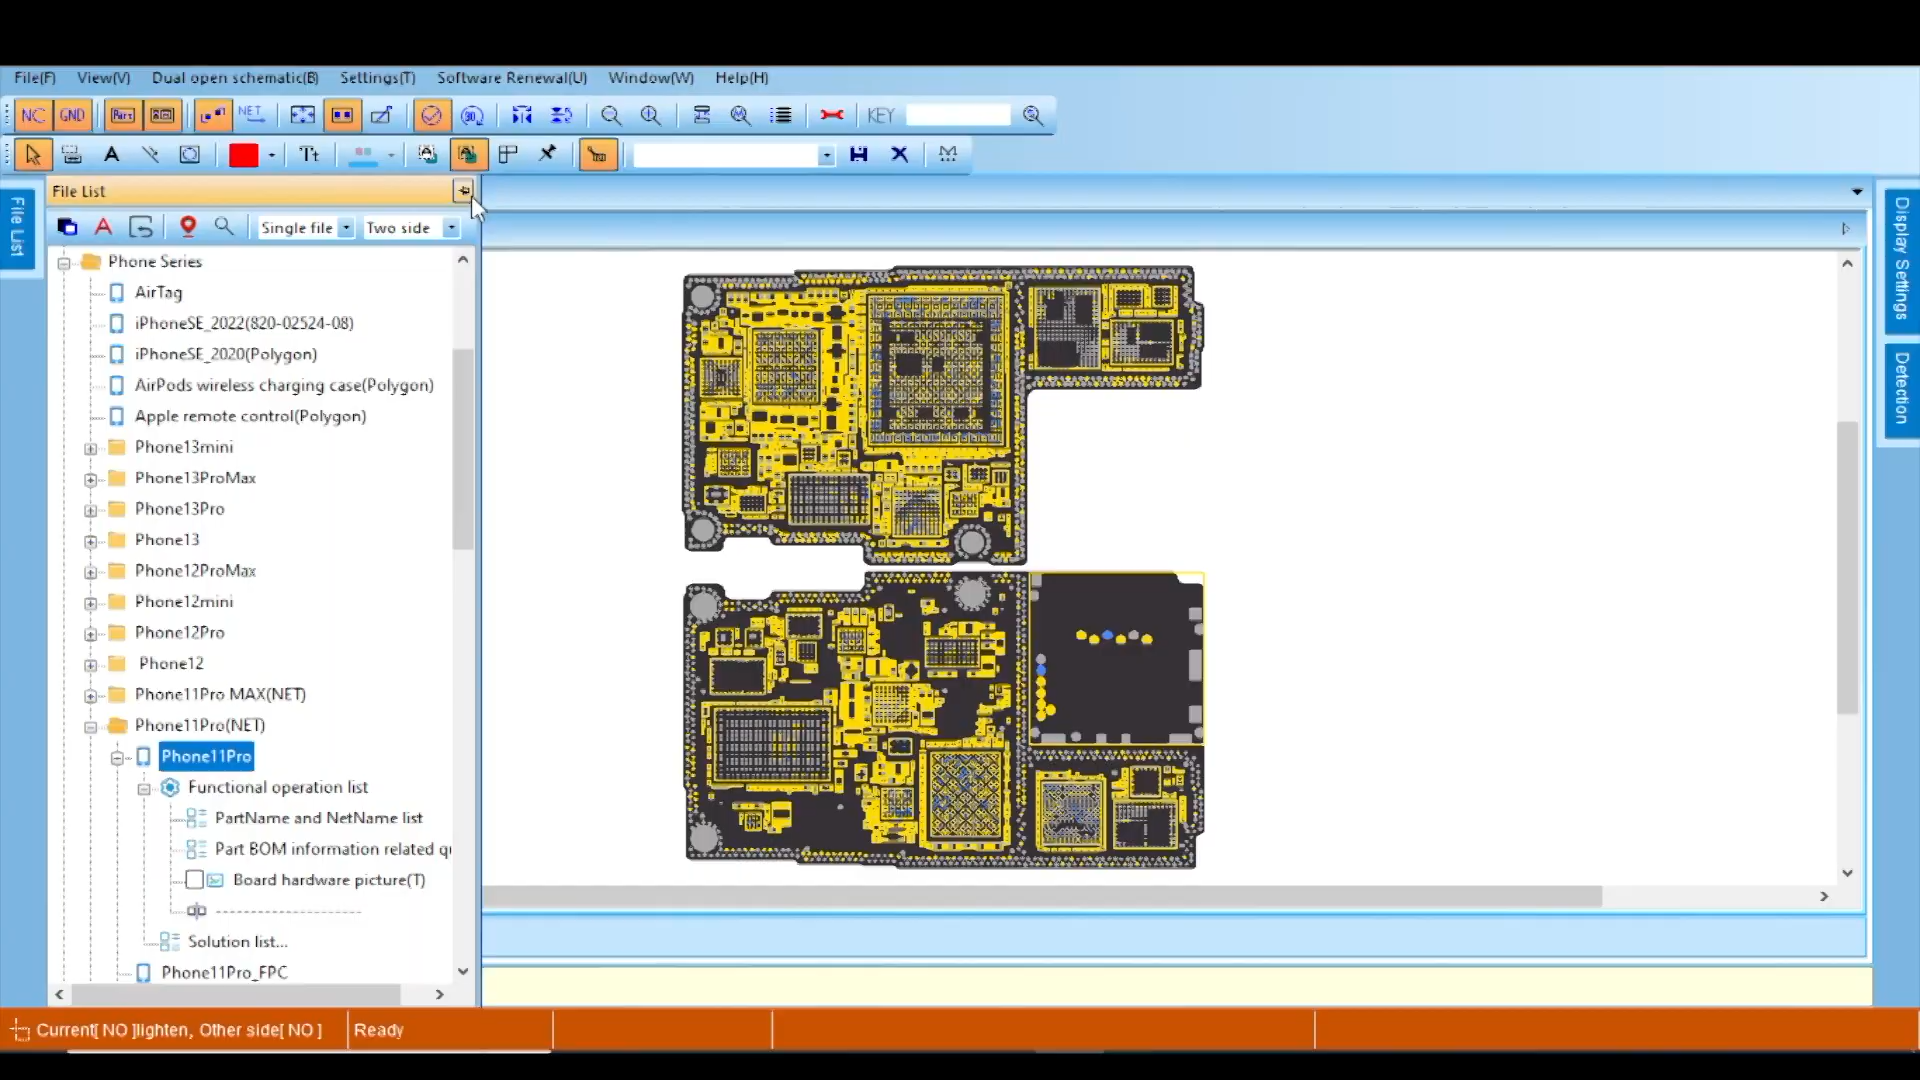 File(F) View(V) Dual open schematic(B) Settings(T) Software Renewal(U) Window(W) Help(H)
NC GND Part NET KEY
A Tt
File List
File List
A Single file Two side
Phone Series
AirTag
iPhoneSE_2022(820-02524-08)
iPhoneSE_2020(Polygon)
AirPods wireless charging case(Polygon)
Apple remote control(Polygon)
Phone13mini
Phone13ProMax
Phone13Pro
Phone13
Phone12ProMax
Phone12mini
Phone12Pro
Phone12
Phone11Pro MAX(NET)
Phone11Pro(NET)
Phone11Pro
Functional operation list
PartName and NetName list
Part BOM information related q
Board hardware picture(T)
--------------------
Solution list...
Phone11Pro_FPC
Display Settings
Detection
Current[ NO ]lighten, Other side[ NO ] Ready